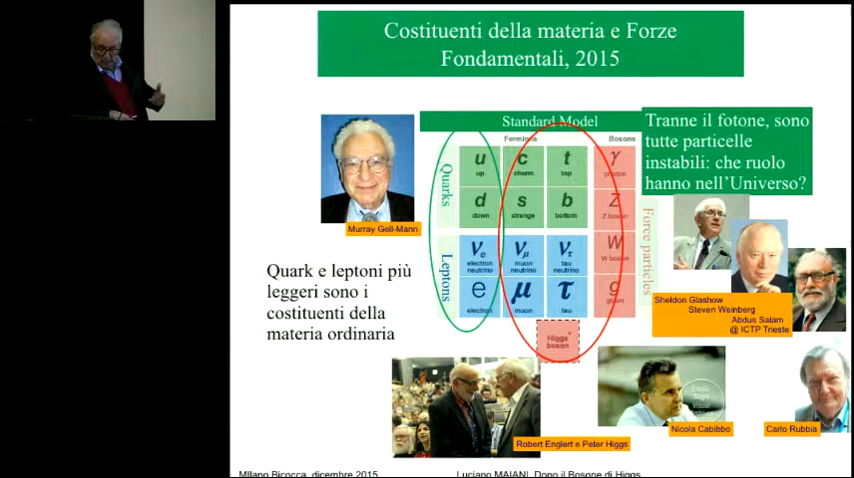 Costituenti della materia e Forze
Fondamentali, 2015
Standard Model
Fermions
Bosons
Tranne il fotone, sono
tutte particelle
instabili: che ruolo
hanno nell'Universo?
Quarks
u
up
c
charm
t
top
γ
photon
d
down
s
strange
b
bottom
Z
Z boson
Force particles
Leptons
νe
electron
neutrino
νμ
muon
neutrino
ντ
tau
neutrino
W
W boson
e
electron
μ
muon
τ
tau
g
gluon
Higgs
boson
*
Murray Gell-Mann
Quark e leptoni più
leggeri sono i
costituenti della
materia ordinaria
Sheldon Glashow
Steven Weinberg
Abdus Salam
@ ICTP Trieste
Robert Englert e Peter Higgs
Nicola Cabibbo
Carlo Rubbia
Milano Bicocca, dicembre 2015
Luciano MAIANI. Dopo il Bosone di Higgs